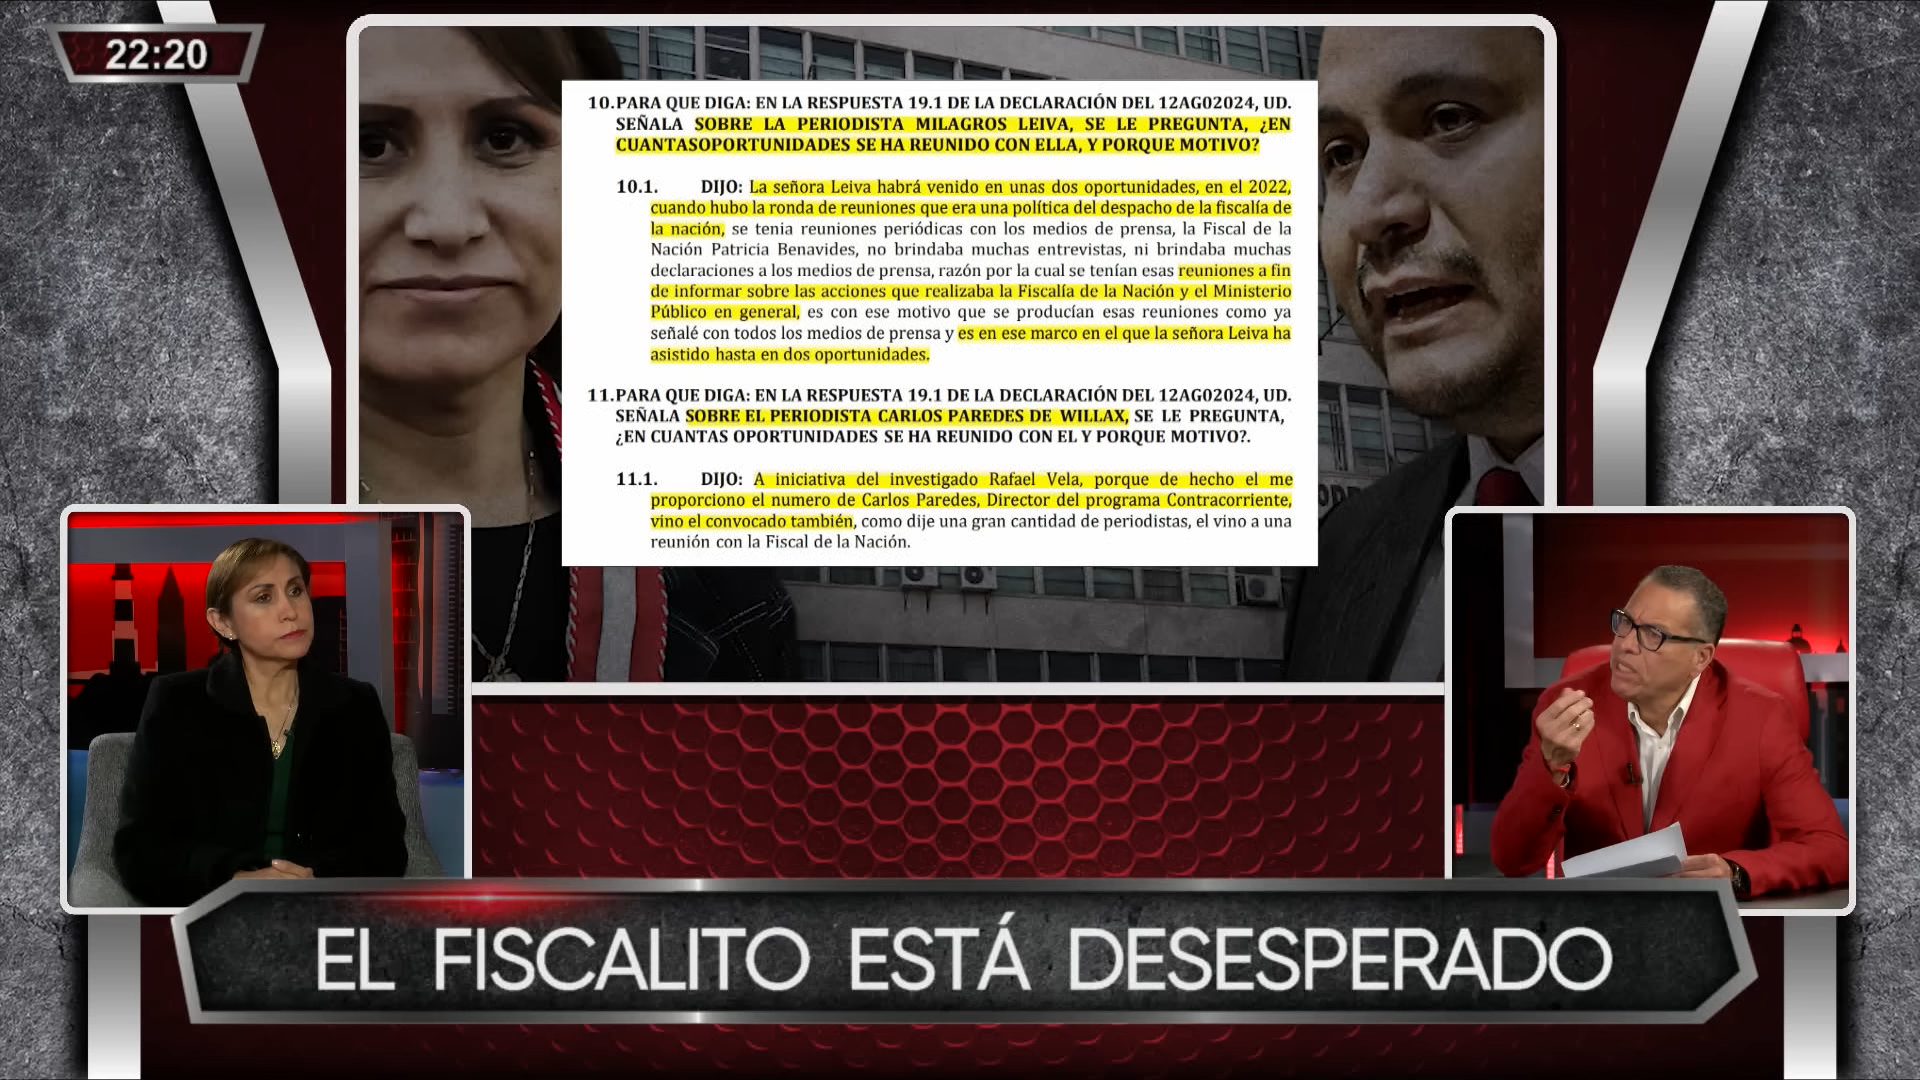 22:20
10. PARA QUE DIGA: EN LA RESPUESTA 19.1 DE LA DECLARACIÓN DEL 12AGO2024, UD.
SEÑALA SOBRE LA PERIODISTA MILAGROS LEIVA, SE LE PREGUNTA, ¿EN
CUANTASOPORTUNIDADES SE HA REUNIDO CON ELLA, Y PORQUE MOTIVO?
10.1. DIJO: La señora Leiva habrá venido en unas dos oportunidades, en el 2022,
cuando hubo la ronda de reuniones que era una política del despacho de la fiscalía de
la nación, se tenia reuniones periódicas con los medios de prensa, la Fiscal de la
Nación Patricia Benavides, no brindaba muchas entrevistas, ni brindaba muchas
declaraciones a los medios de prensa, razón por la cual se tenían esas reuniones a fin
de informar sobre las acciones que realizaba la Fiscalía de la Nación y el Ministerio
Público en general, es con ese motivo que se producían esas reuniones como ya
señalé con todos los medios de prensa y es en ese marco en el que la señora Leiva ha
asistido hasta en dos oportunidades.
11. PARA QUE DIGA: EN LA RESPUESTA 19.1 DE LA DECLARACIÓN DEL 12AGO2024, UD.
SEÑALA SOBRE EL PERIODISTA CARLOS PAREDES DE WILLAX, SE LE PREGUNTA,
¿EN CUANTAS OPORTUNIDADES SE HA REUNIDO CON EL Y PORQUE MOTIVO?.
11.1. DIJO: A iniciativa del investigado Rafael Vela, porque de hecho el me
proporciono el numero de Carlos Paredes, Director del programa Contracorriente,
vino el convocado también, como dije una gran cantidad de periodistas, el vino a una
reunión con la Fiscal de la Nación.
EL FISCALITO ESTÁ DESESPERADO